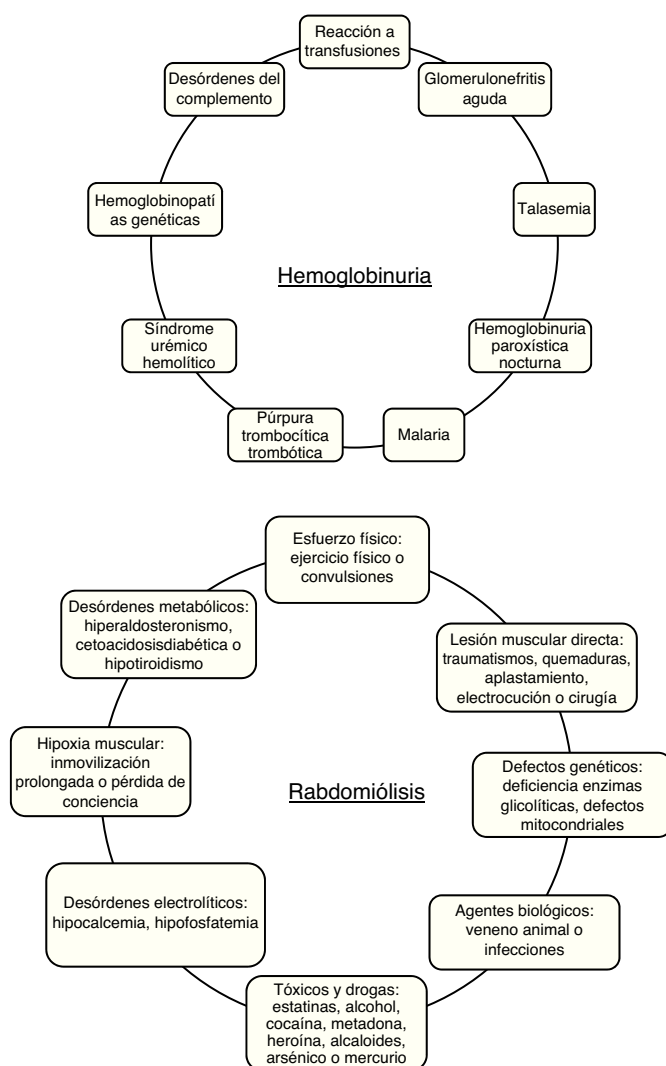 Reacción a
transfusiones
Desórdenes del
complemento
Glomerulonefritis
aguda
Hemoglobinopatí
as genéticas
Talasemia
Hemoglobinuria
Síndrome
urémico
hemolítico
Hemoglobinuria
paroxística
nocturna
Púrpura
trombocítica
trombótica
Malaria
Esfuerzo físico:
ejercicio físico o
convulsiones
Desórdenes metabólicos:
hiperaldosteronismo,
cetoacidosisdiabética o
hipotiroidismo
Lesión muscular directa:
traumatismos, quemaduras,
aplastamiento,
electrocución o cirugía
Hipoxia muscular:
inmovilización
prolongada o pérdida de
conciencia
Rabdomiólisis
Defectos genéticos:
deficiencia enzimas
glicolíticas, defectos
mitocondriales
Desórdenes electrolíticos:
hipocalcemia, hipofosfatemia
Agentes biológicos:
veneno animal o
infecciones
Tóxicos y drogas:
estatinas, alcohol,
cocaína, metadona,
heroína, alcaloides,
arsénico o mercurio